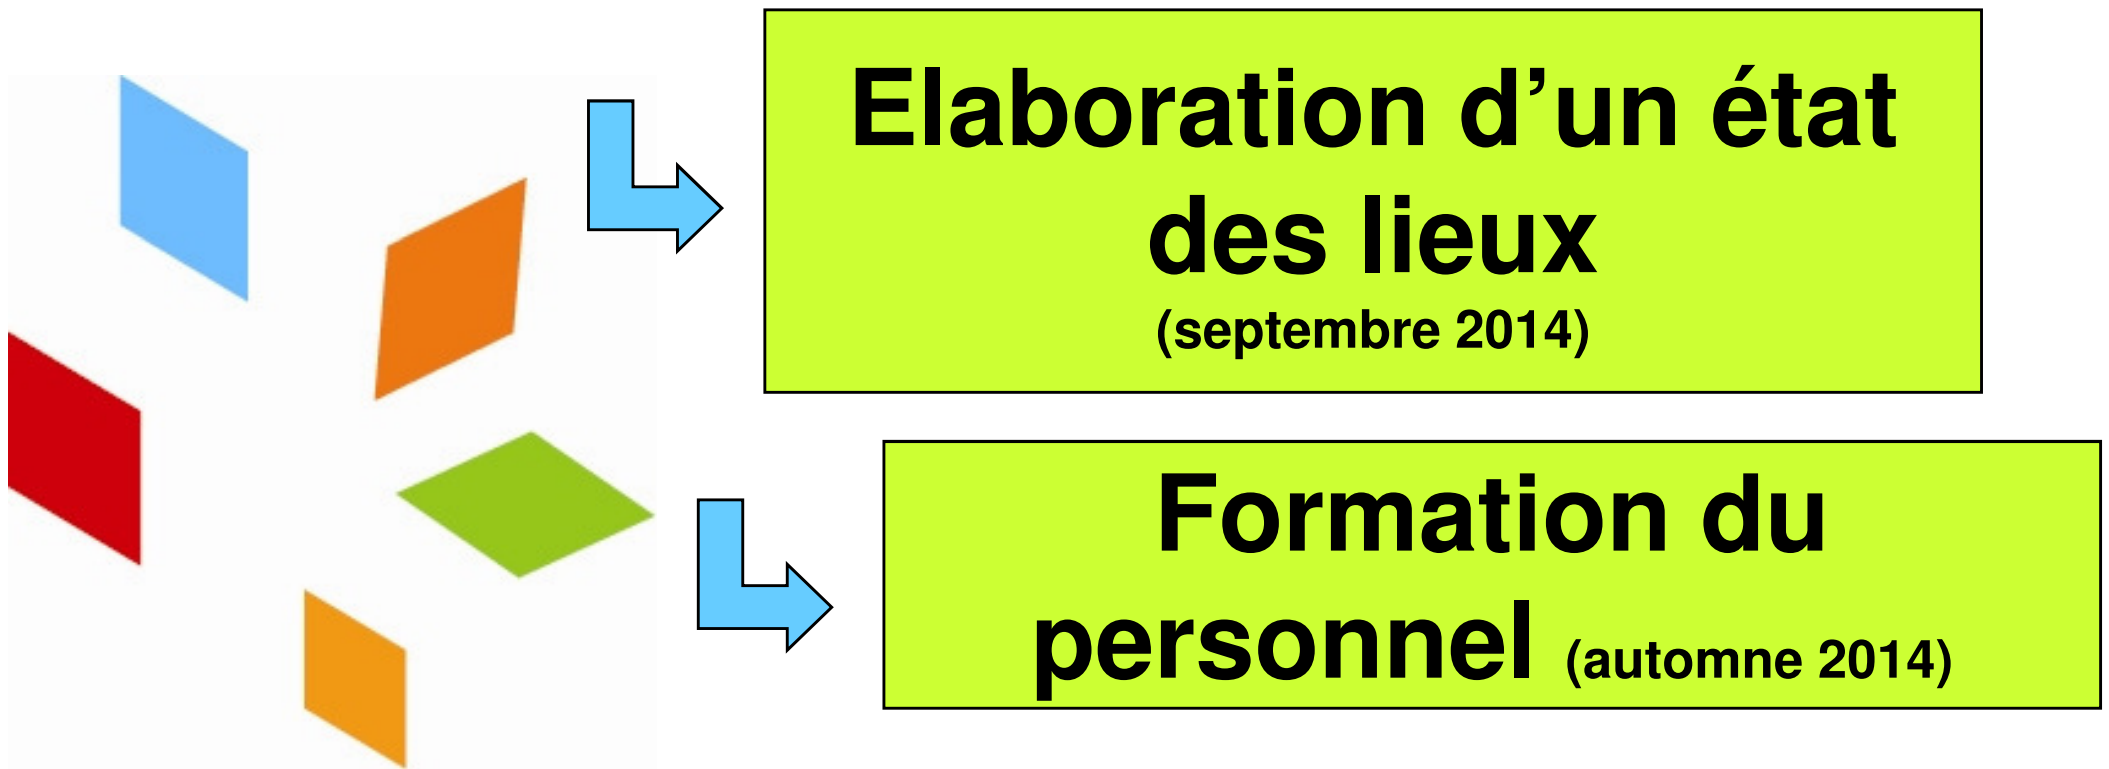 Elaboration d’un état
des lieux
(septembre 2014)
Formation du
personnel (automne 2014)